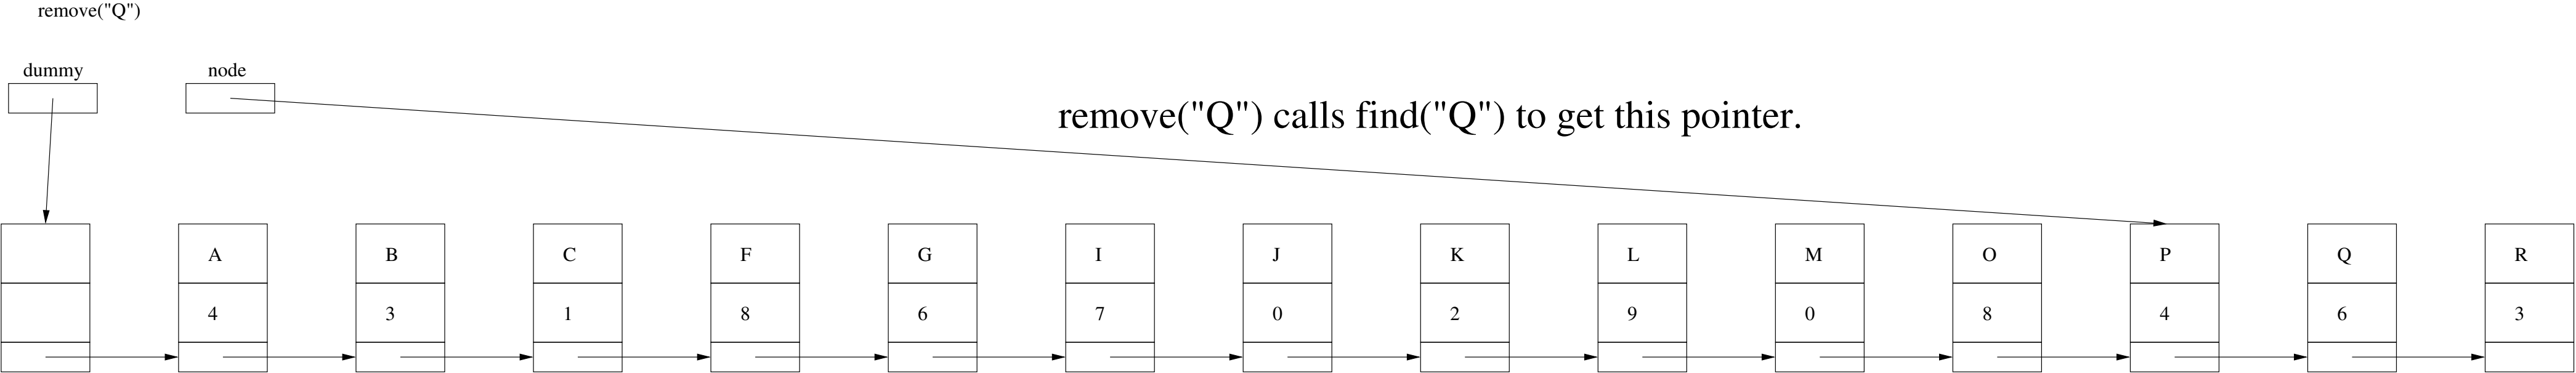 remove("Q")
dummy node
remove("Q") calls find("Q") to get this pointer.
A B C F G I J K L M O P Q R
4 3 1 8 6 7 0 2 9 0 8 4 6 3